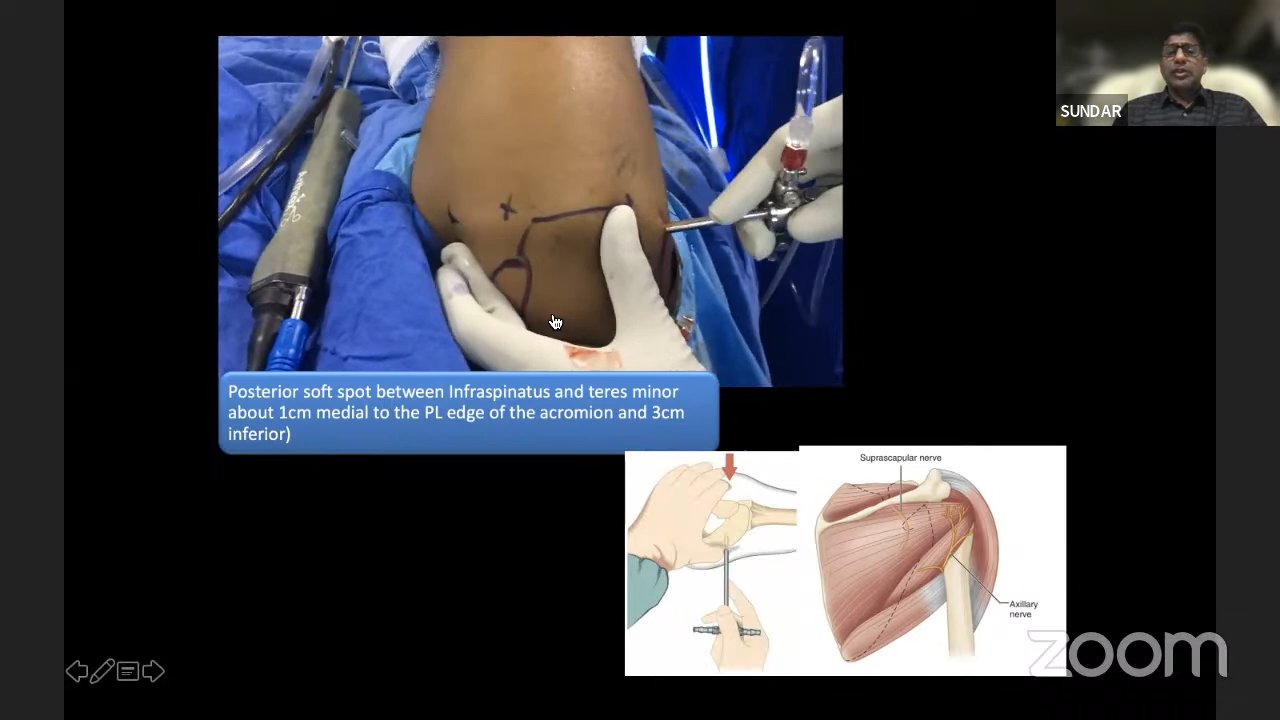 SUNDAR
Posterior soft spot between Infraspinatus and teres minor
about 1cm medial to the PL edge of the acromion and 3cm
inferior)
Suprascapular nerve
Axillary
nerve
zoom